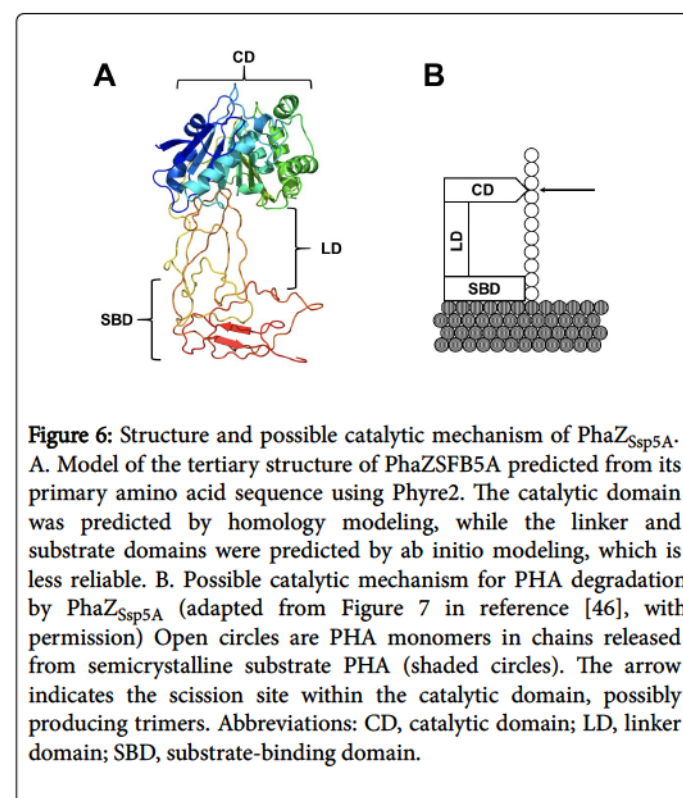 CD
A
B
CD
LD
LD
SBD
SBD
Figure 6: Structure and possible catalytic mechanism of PhaZSsp5A.
A. Model of the tertiary structure of PhaZSFB5A predicted from its
primary amino acid sequence using Phyre2. The catalytic domain
was predicted by homology modeling, while the linker and
substrate domains were predicted by ab initio modeling, which is
less reliable. B. Possible catalytic mechanism for PHA degradation
by PhaZSsp5A (adapted from Figure 7 in reference [46], with
permission) Open circles are PHA monomers in chains released
from semicrystalline substrate PHA (shaded circles). The arrow
indicates the scission site within the catalytic domain, possibly
producing trimers. Abbreviations: CD, catalytic domain; LD, linker
domain; SBD, substrate-binding domain.